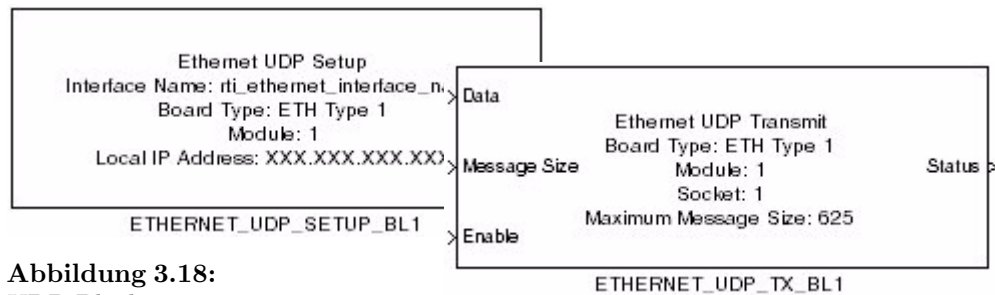 Ethernet UDP Setup
Interface Name: rti_ethernet_interface_n
Board Type: ETH Type 1
Module: 1
Local IP Address: XXX.XXX.XXX.XXX
ETHERNET_UDP_SETUP_BL1
Data
Message Size
Enable
Ethernet UDP Transmit
Board Type: ETH Type 1
Module: 1
Socket: 1
Maximum Message Size: 625
Status
ETHERNET_UDP_TX_BL1
Abbildung 3.18: